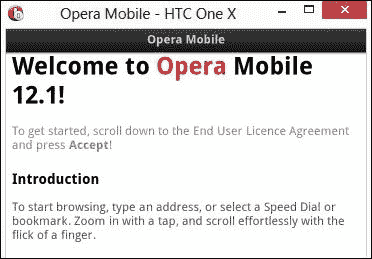 Opera Mobile - HTC One X
Opera Mobile
Welcome to Opera Mobile
12.1!
To get started, scroll down to the End User Licence Agreement
and press Accept!
Introduction
To start browsing, type an address, or select a Speed Dial or
bookmark. Zoom in with a tap, and scroll effortlessly with the
flick of a finger.